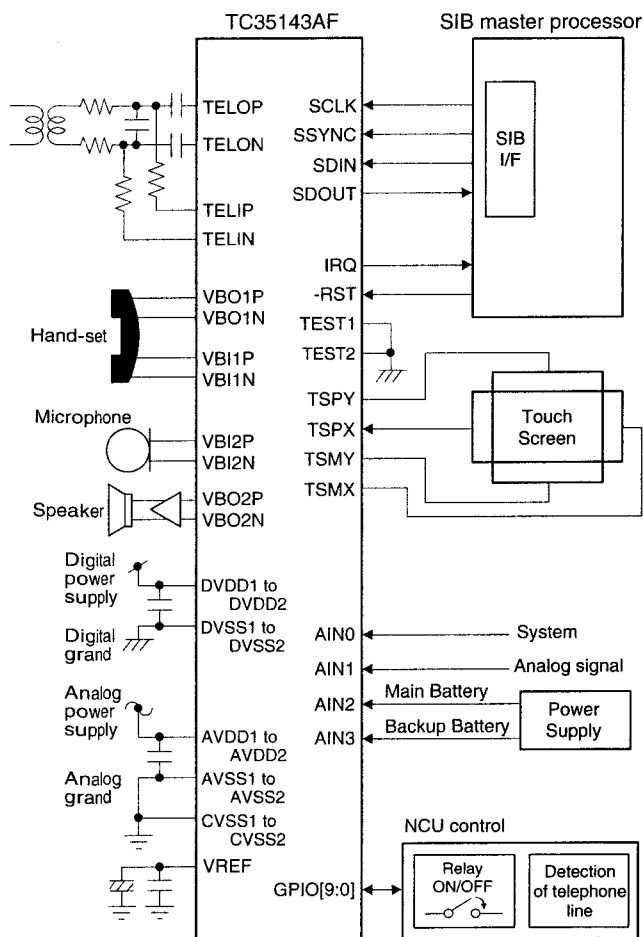 TC35143AF
SIB master processor
TELOP
TELON
TELIP
TELIN
SCLK
SSYNC
SDIN
SDOUT
SIB
I/F
IRQ
-RST
VBO1P
VBO1N
Hand-set
VBI1P
VBI1N
TEST1
TEST2
TSPY
TSPX
TSMY
TSMX
Touch
Screen
Microphone
VBI2P
VBI2N
Speaker
VBO2P
VBO2N
Digital
power
supply
DVDD1 to
DVDD2
Digital
grand
DVSS1 to
DVSS2
AIN0
System
AIN1
Analog signal
AIN2
Main Battery
AIN3
Backup Battery
Power
Supply
Analog
power
supply
AVDD1 to
AVDD2
Analog
grand
AVSS1 to
AVSS2
CVSS1 to
CVSS2
VREF
GPIO[9:0]
NCU control
Relay
ON/OFF
Detection
of telephone
line